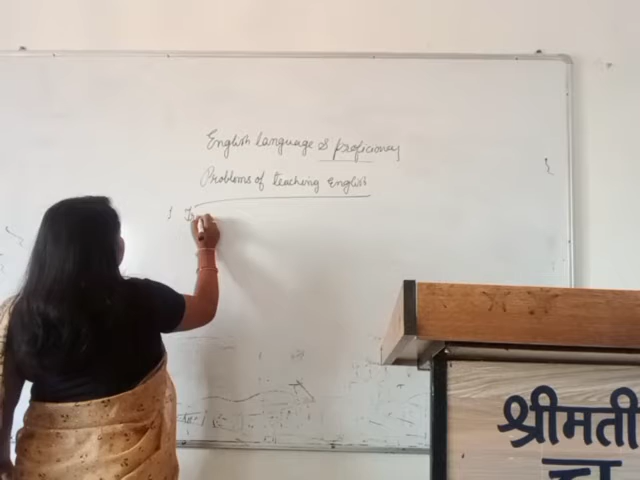 English language & proficiency
Problems of teaching English
श्रीमती